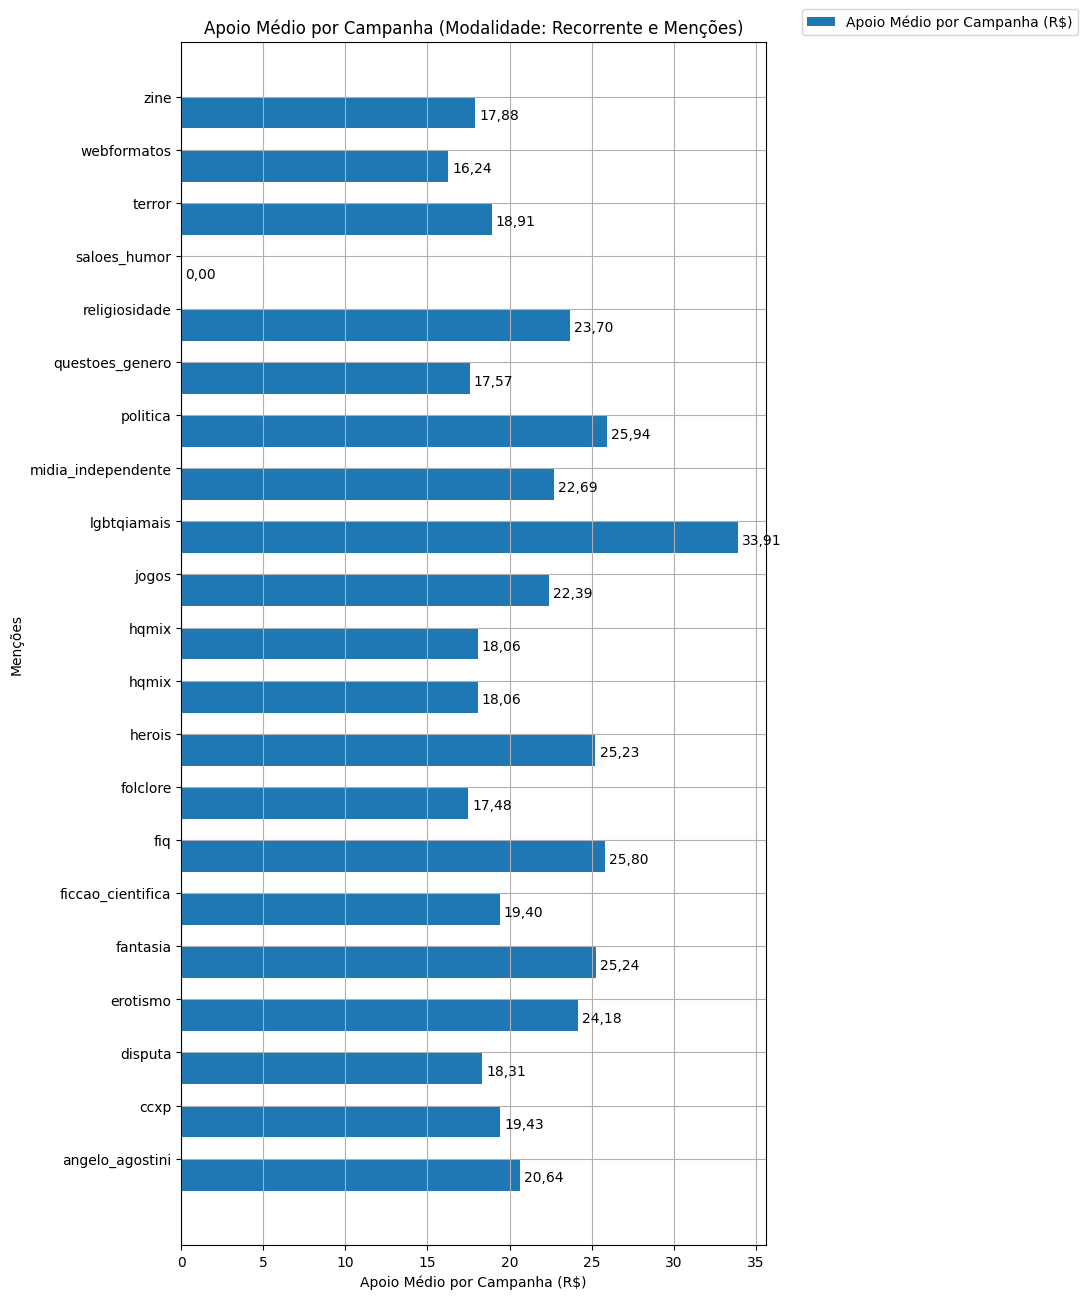 Apoio Médio por Campanha (Modalidade: Recorrente e Menções)
Apoio Médio por Campanha (R$)
zine
17,88
webformatos
16,24
terror
18,91
saloes_humor
0,00
religiosidade
23,70
questoes_genero
17,57
politica
25,94
midia_independente
22,69
lgbtqiamais
33,91
jogos
22,39
hqmix
18,06
hqmix
18,06
herois
25,23
folclore
17,48
fiq
25,80
ficcao_cientifica
19,40
fantasia
25,24
erotismo
24,18
disputa
18,31
ccxp
19,43
angelo_agostini
20,64
Menções
0 5 10 15 20 25 30 35
Apoio Médio por Campanha (R$)